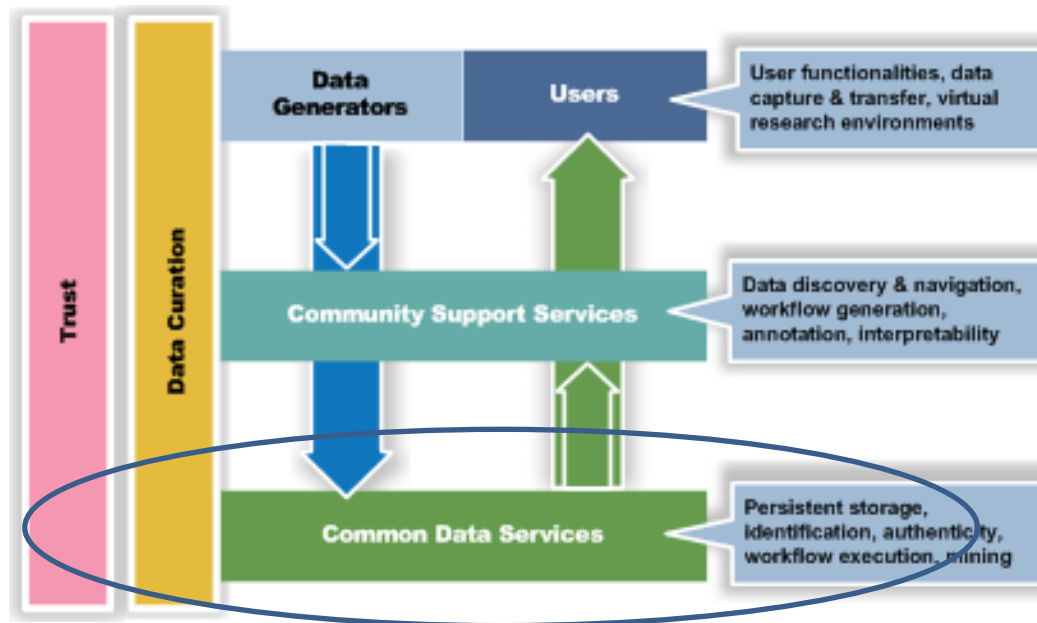 Trust
Data Curation
Data
Generators
Users
User functionalities, data
capture & transfer, virtual
research environments
Community Support Services
Data discovery & navigation,
workflow generation,
annotation, interpretability
Common Data Services
Persistent storage,
identification, authenticity,
workflow execution, mining